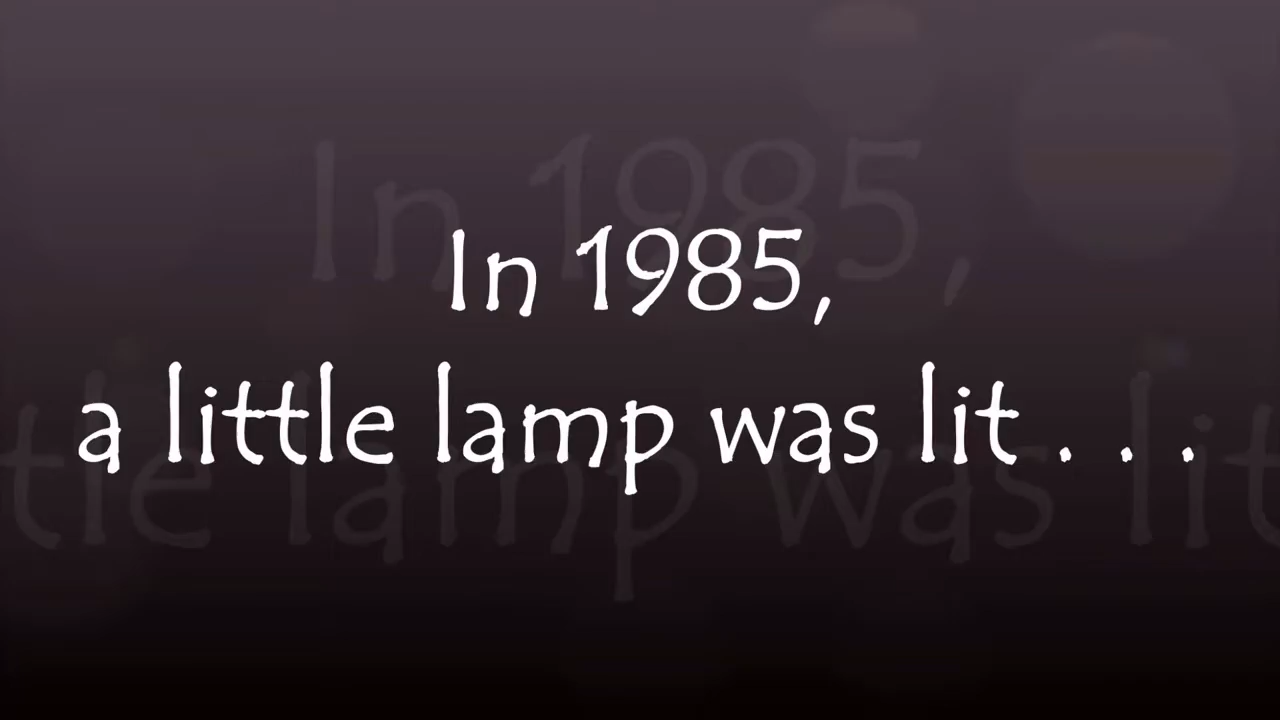 In 1985,
a little lamp was lit . . .